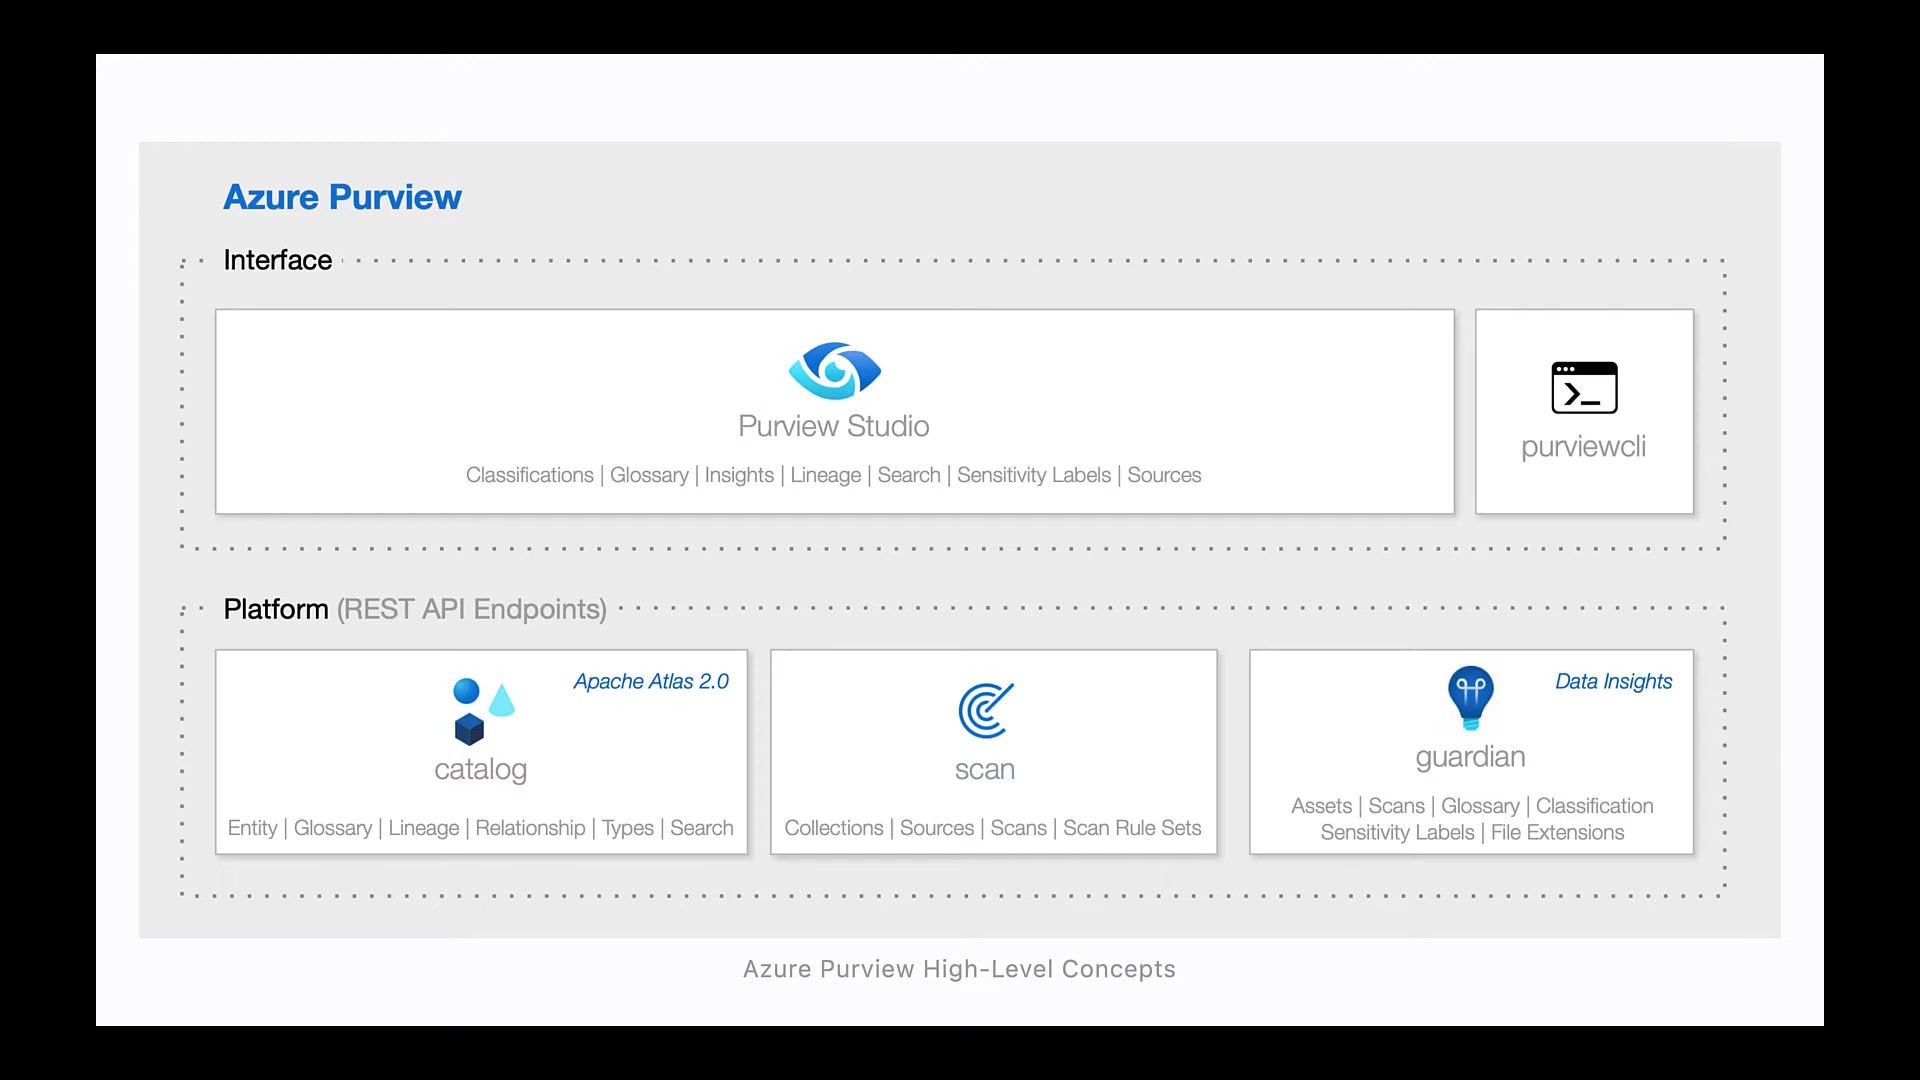 Azure Purview
Interface
Purview Studio
Classifications | Glossary | Insights | Lineage | Search | Sensitivity Labels | Sources
purviewcli
Platform (REST API Endpoints)
Apache Atlas 2.0
catalog
Entity | Glossary | Lineage | Relationship | Types | Search
scan
Collections | Sources | Scans | Scan Rule Sets
Data Insights
guardian
Assets | Scans | Glossary | Classification
Sensitivity Labels | File Extensions
Azure Purview High-Level Concepts